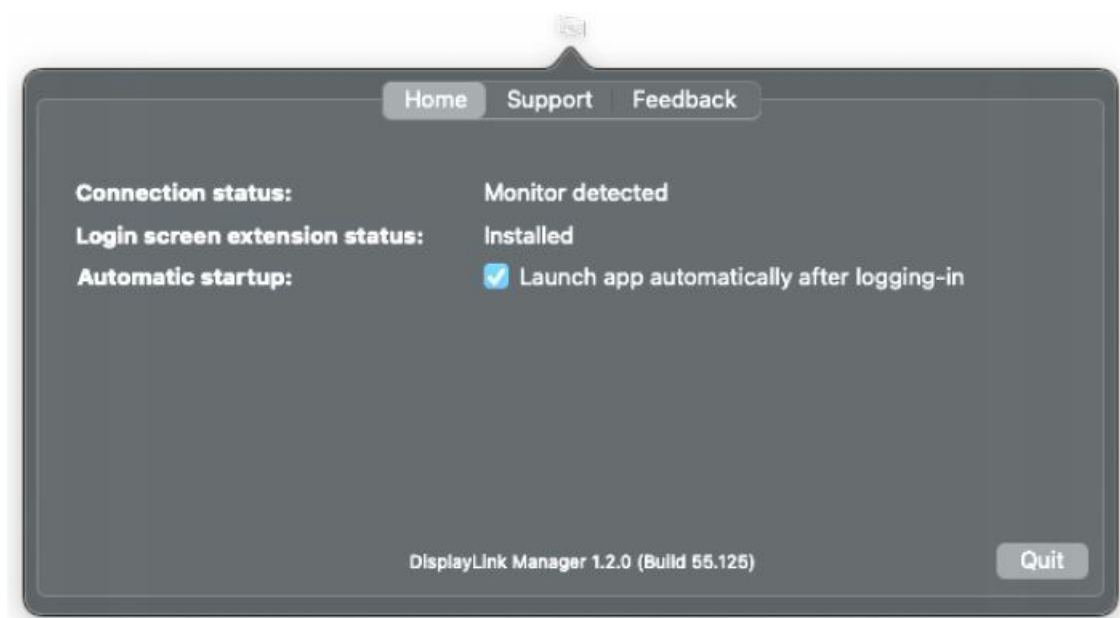 Home Support Feedback
Connection status: Monitor detected
Login screen extension status: Installed
Automatic startup: Launch app automatically after logging-in
DisplayLink Manager 1.2.0 (Build 55.125)
Quit